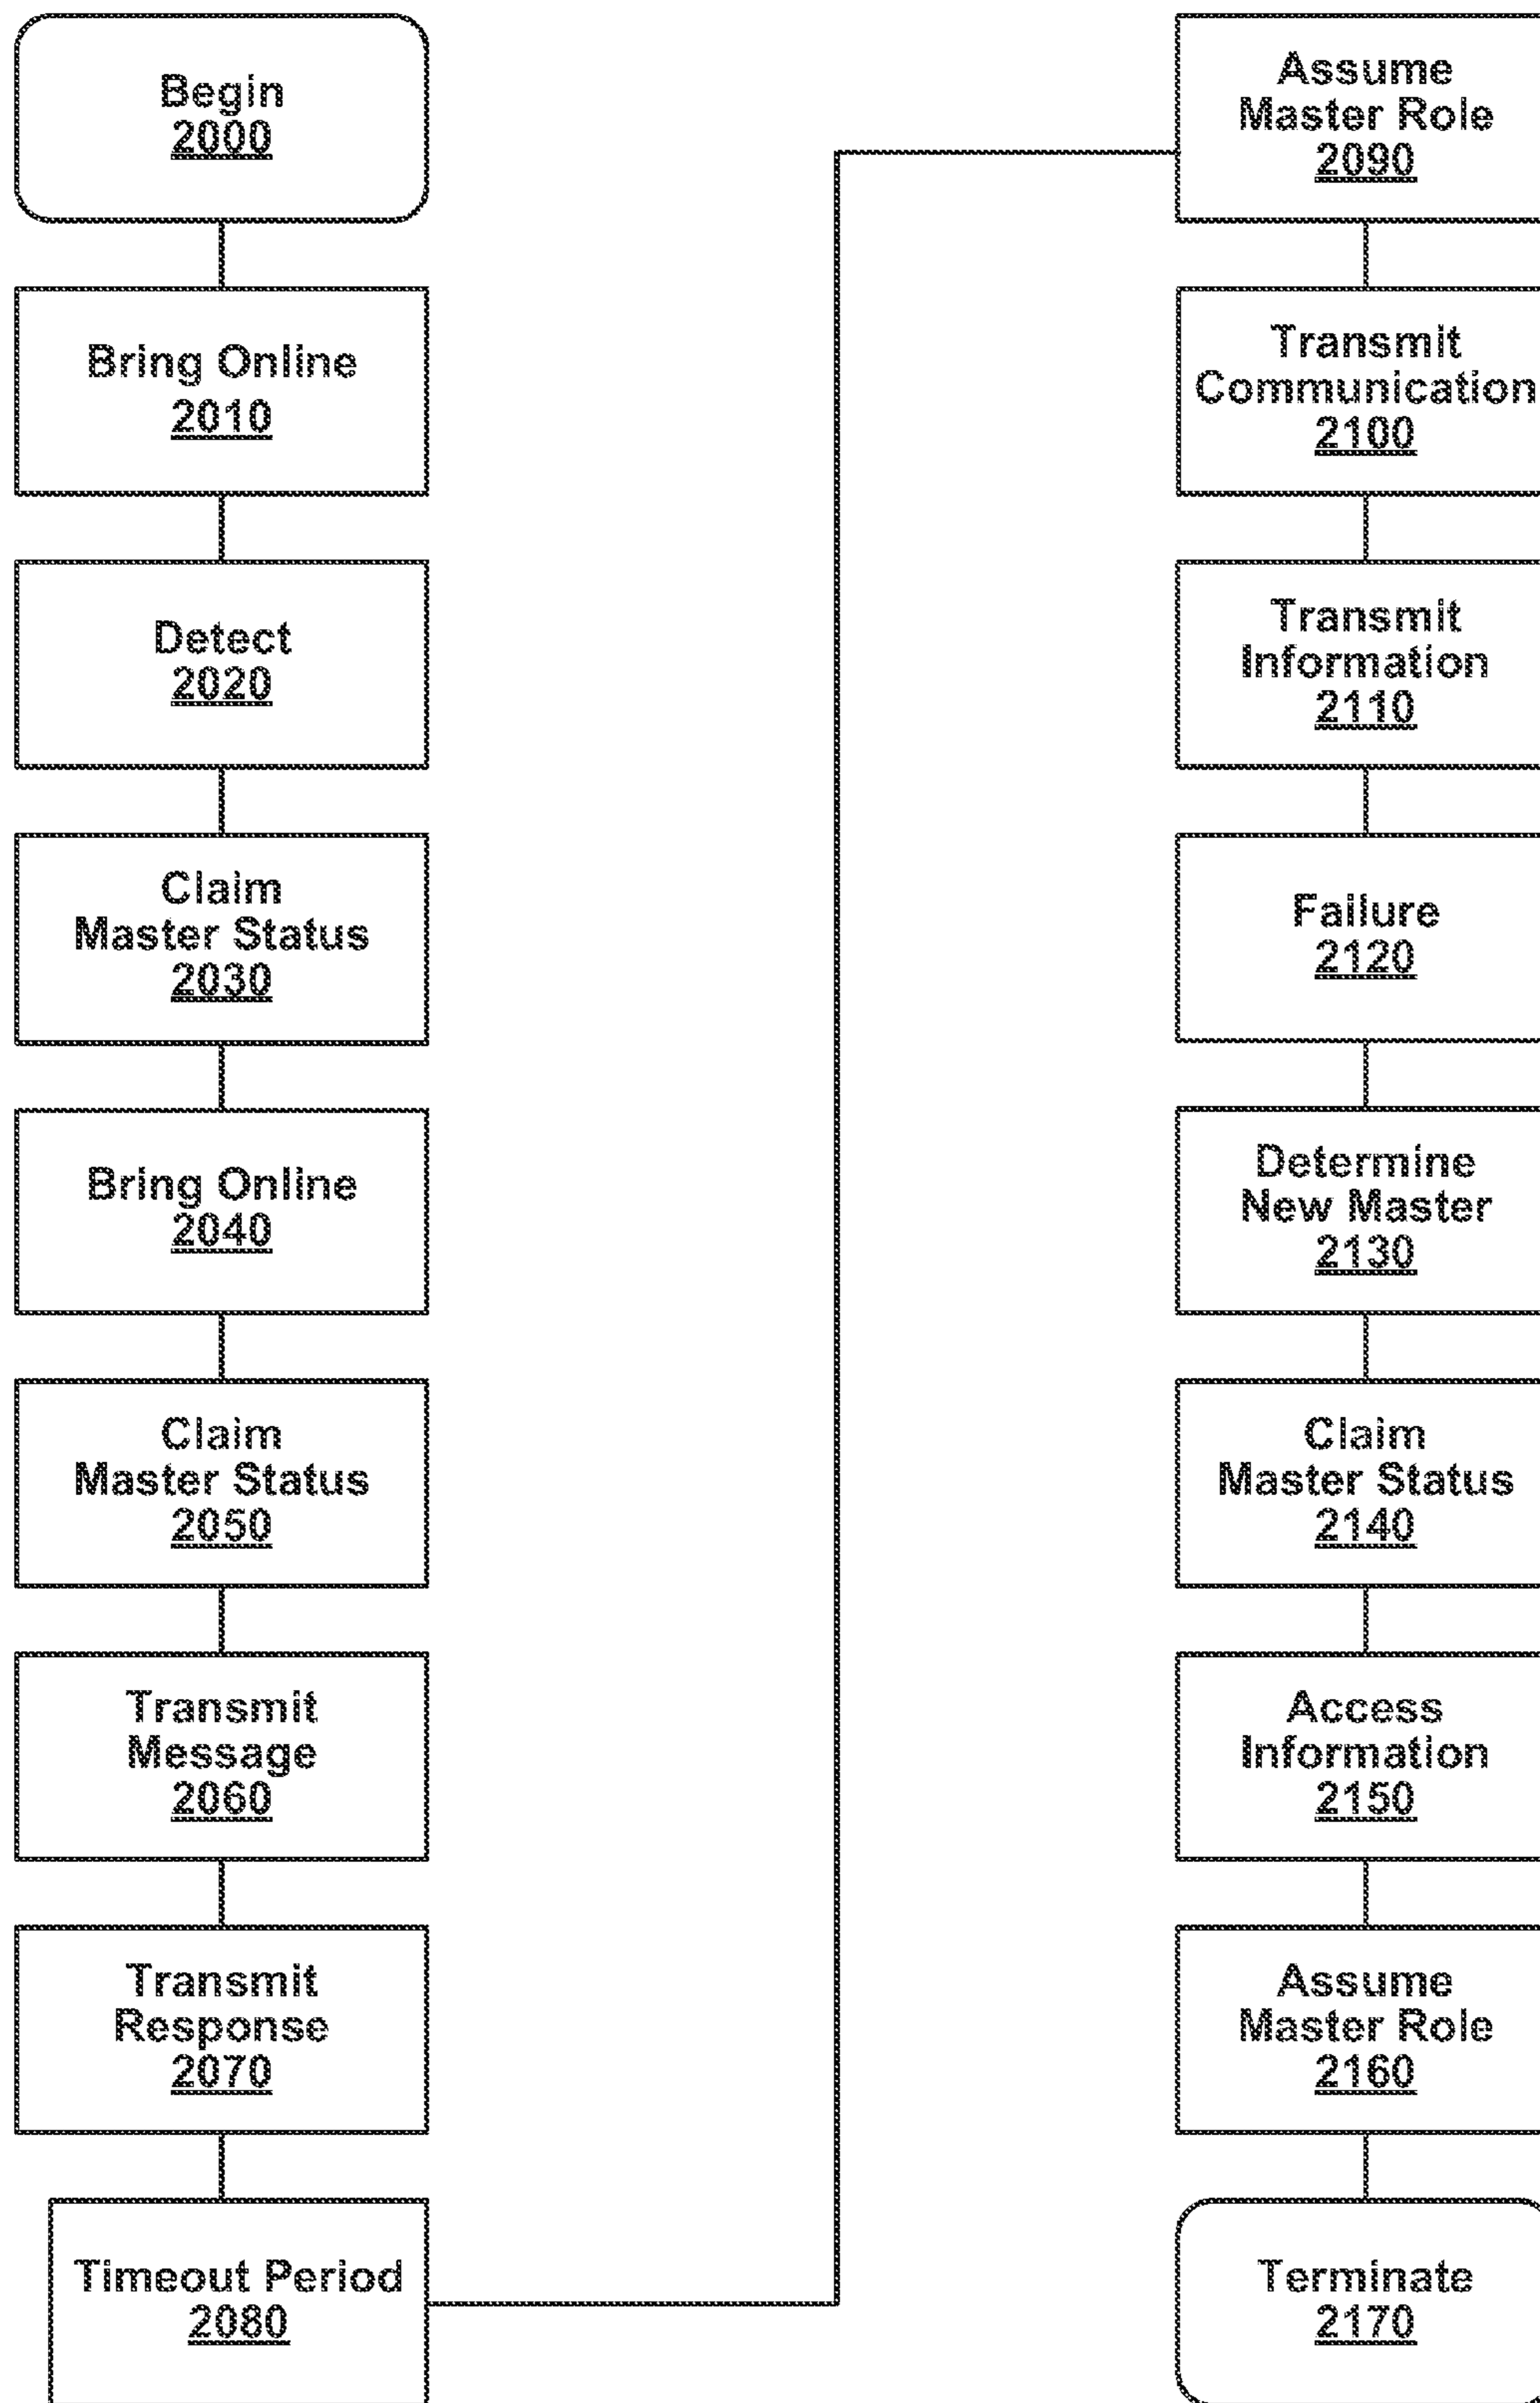 Begin
2000
Bring Online
2010
Detect
2020
Claim
Master Status
2030
Bring Online
2040
Claim
Master Status
2050
Transmit
Message
2060
Transmit
Response
2070
Timeout Period
2080
Assume
Master Role
2090
Transmit
Communication
2100
Transmit
Information
2110
Failure
2120
Determine
New Master
2130
Claim
Master Status
2140
Access
Information
2150
Assume
Master Role
2160
Terminate
2170